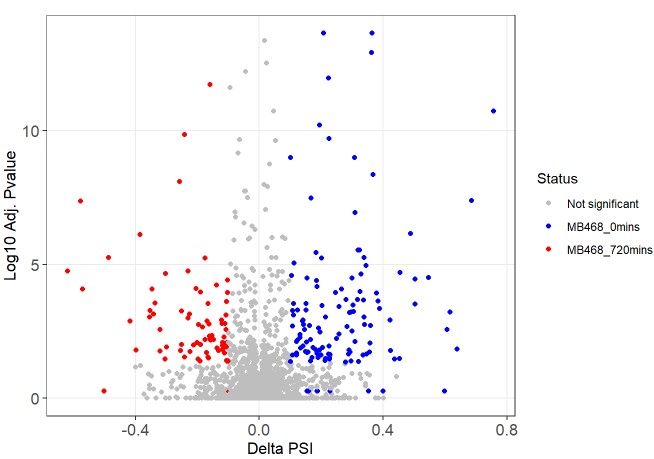 Log10 Adj. Pvalue
10
5
0
-0.4
0.0
0.4
0.8
Delta PSI
Status
Not significant
MB468_0mins
MB468_720mins